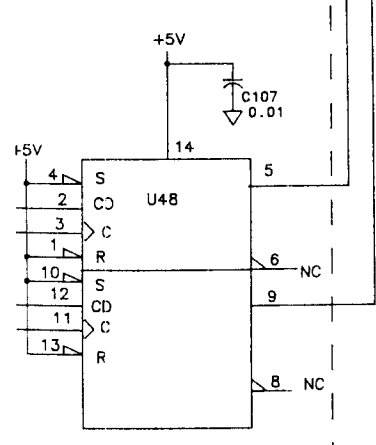 +5V
C107
0.01
14
+5V
4 S 5
2 CD U48
3 C
1 R
6 NC
10 S
9
12 CD
11 C
13 R
8 NC